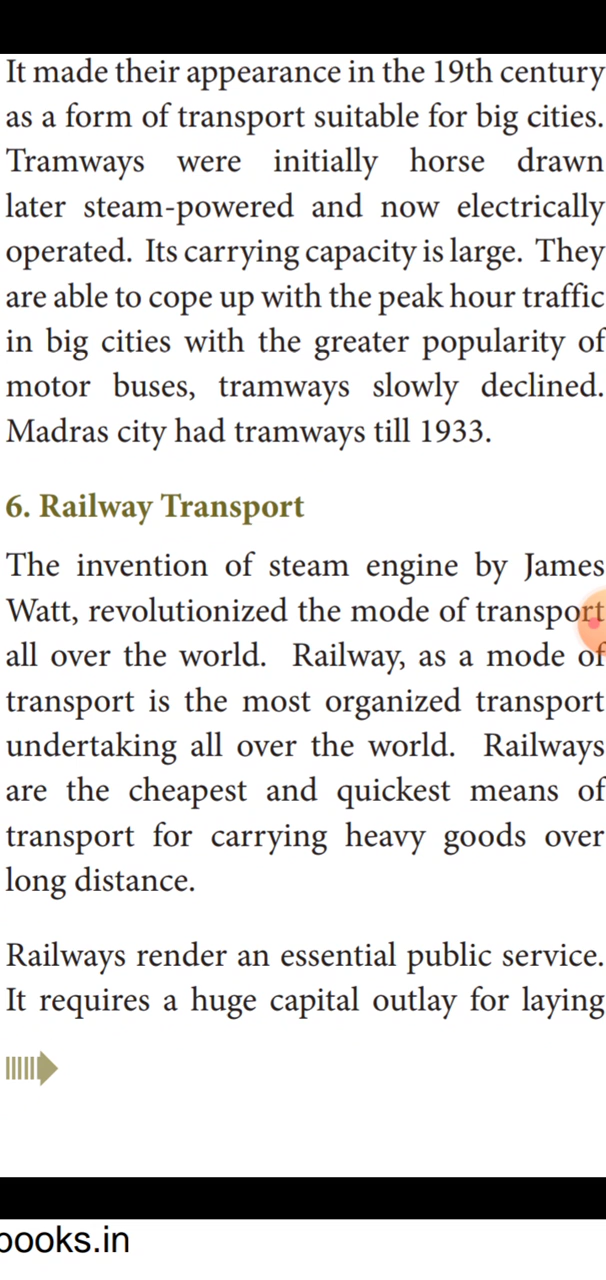 It made their appearance in the 19th century
as a form of transport suitable for big cities.
Tramways were initially horse drawn
later steam-powered and now electrically
operated. Its carrying capacity is large. They
are able to cope up with the peak hour traffic
in big cities with the greater popularity of
motor buses, tramways slowly declined.
Madras city had tramways till 1933.
6. Railway Transport
The invention of steam engine by James
Watt, revolutionized the mode of transport
all over the world. Railway, as a mode of
transport is the most organized transport
undertaking all over the world. Railways
are the cheapest and quickest means of
transport for carrying heavy goods over
long distance.
Railways render an essential public service.
It requires a huge capital outlay for laying
ooks.in